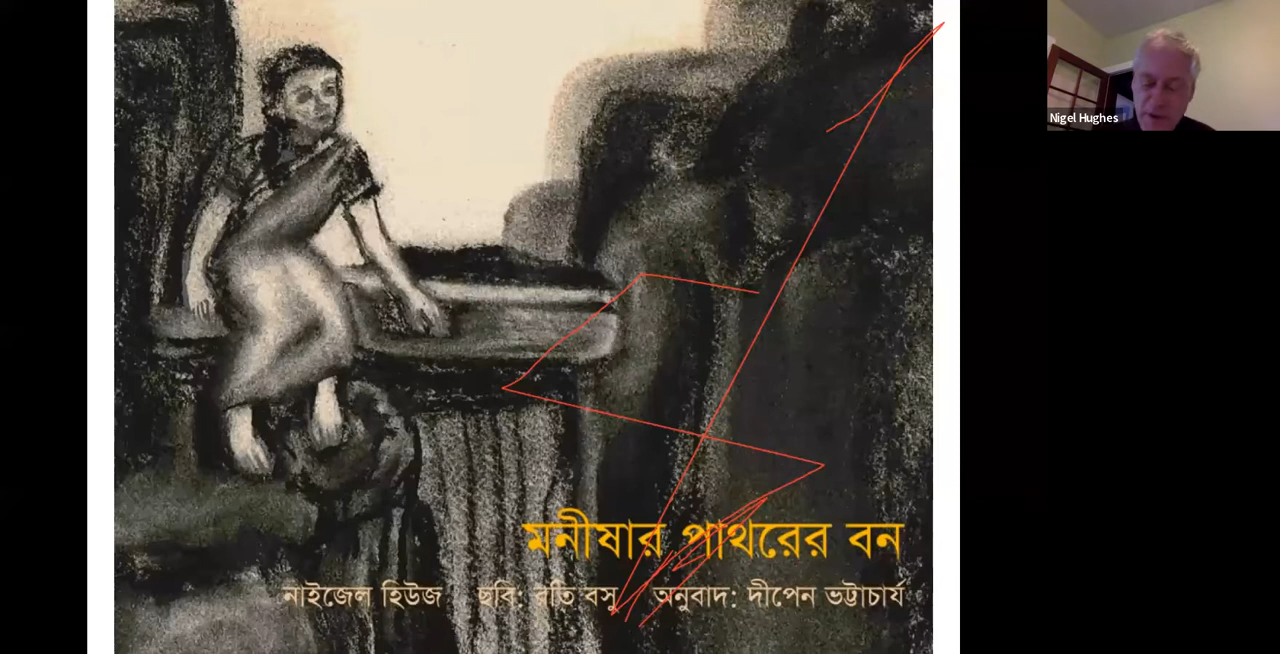 Nigel Hughes
মনীষার পাথরের বন
নাইজেল হিউজ ছবি: রতি বসু অনুবাদ: দীপেন ভট্টাচার্য